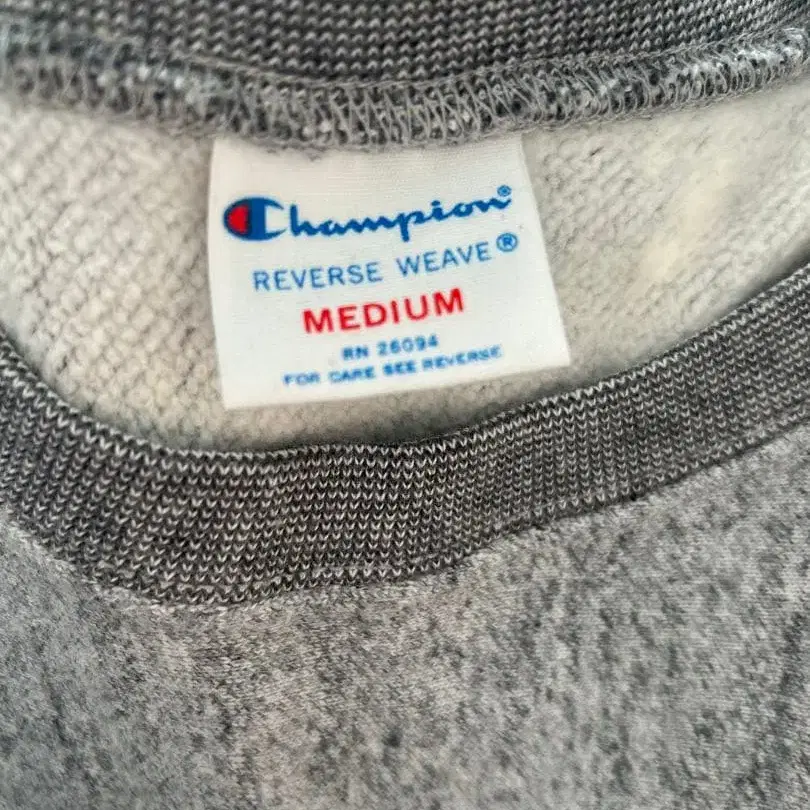 Champion®
REVERSE WEAVE®
MEDIUM
RN 26094
FOR CARE SEE REVERSE